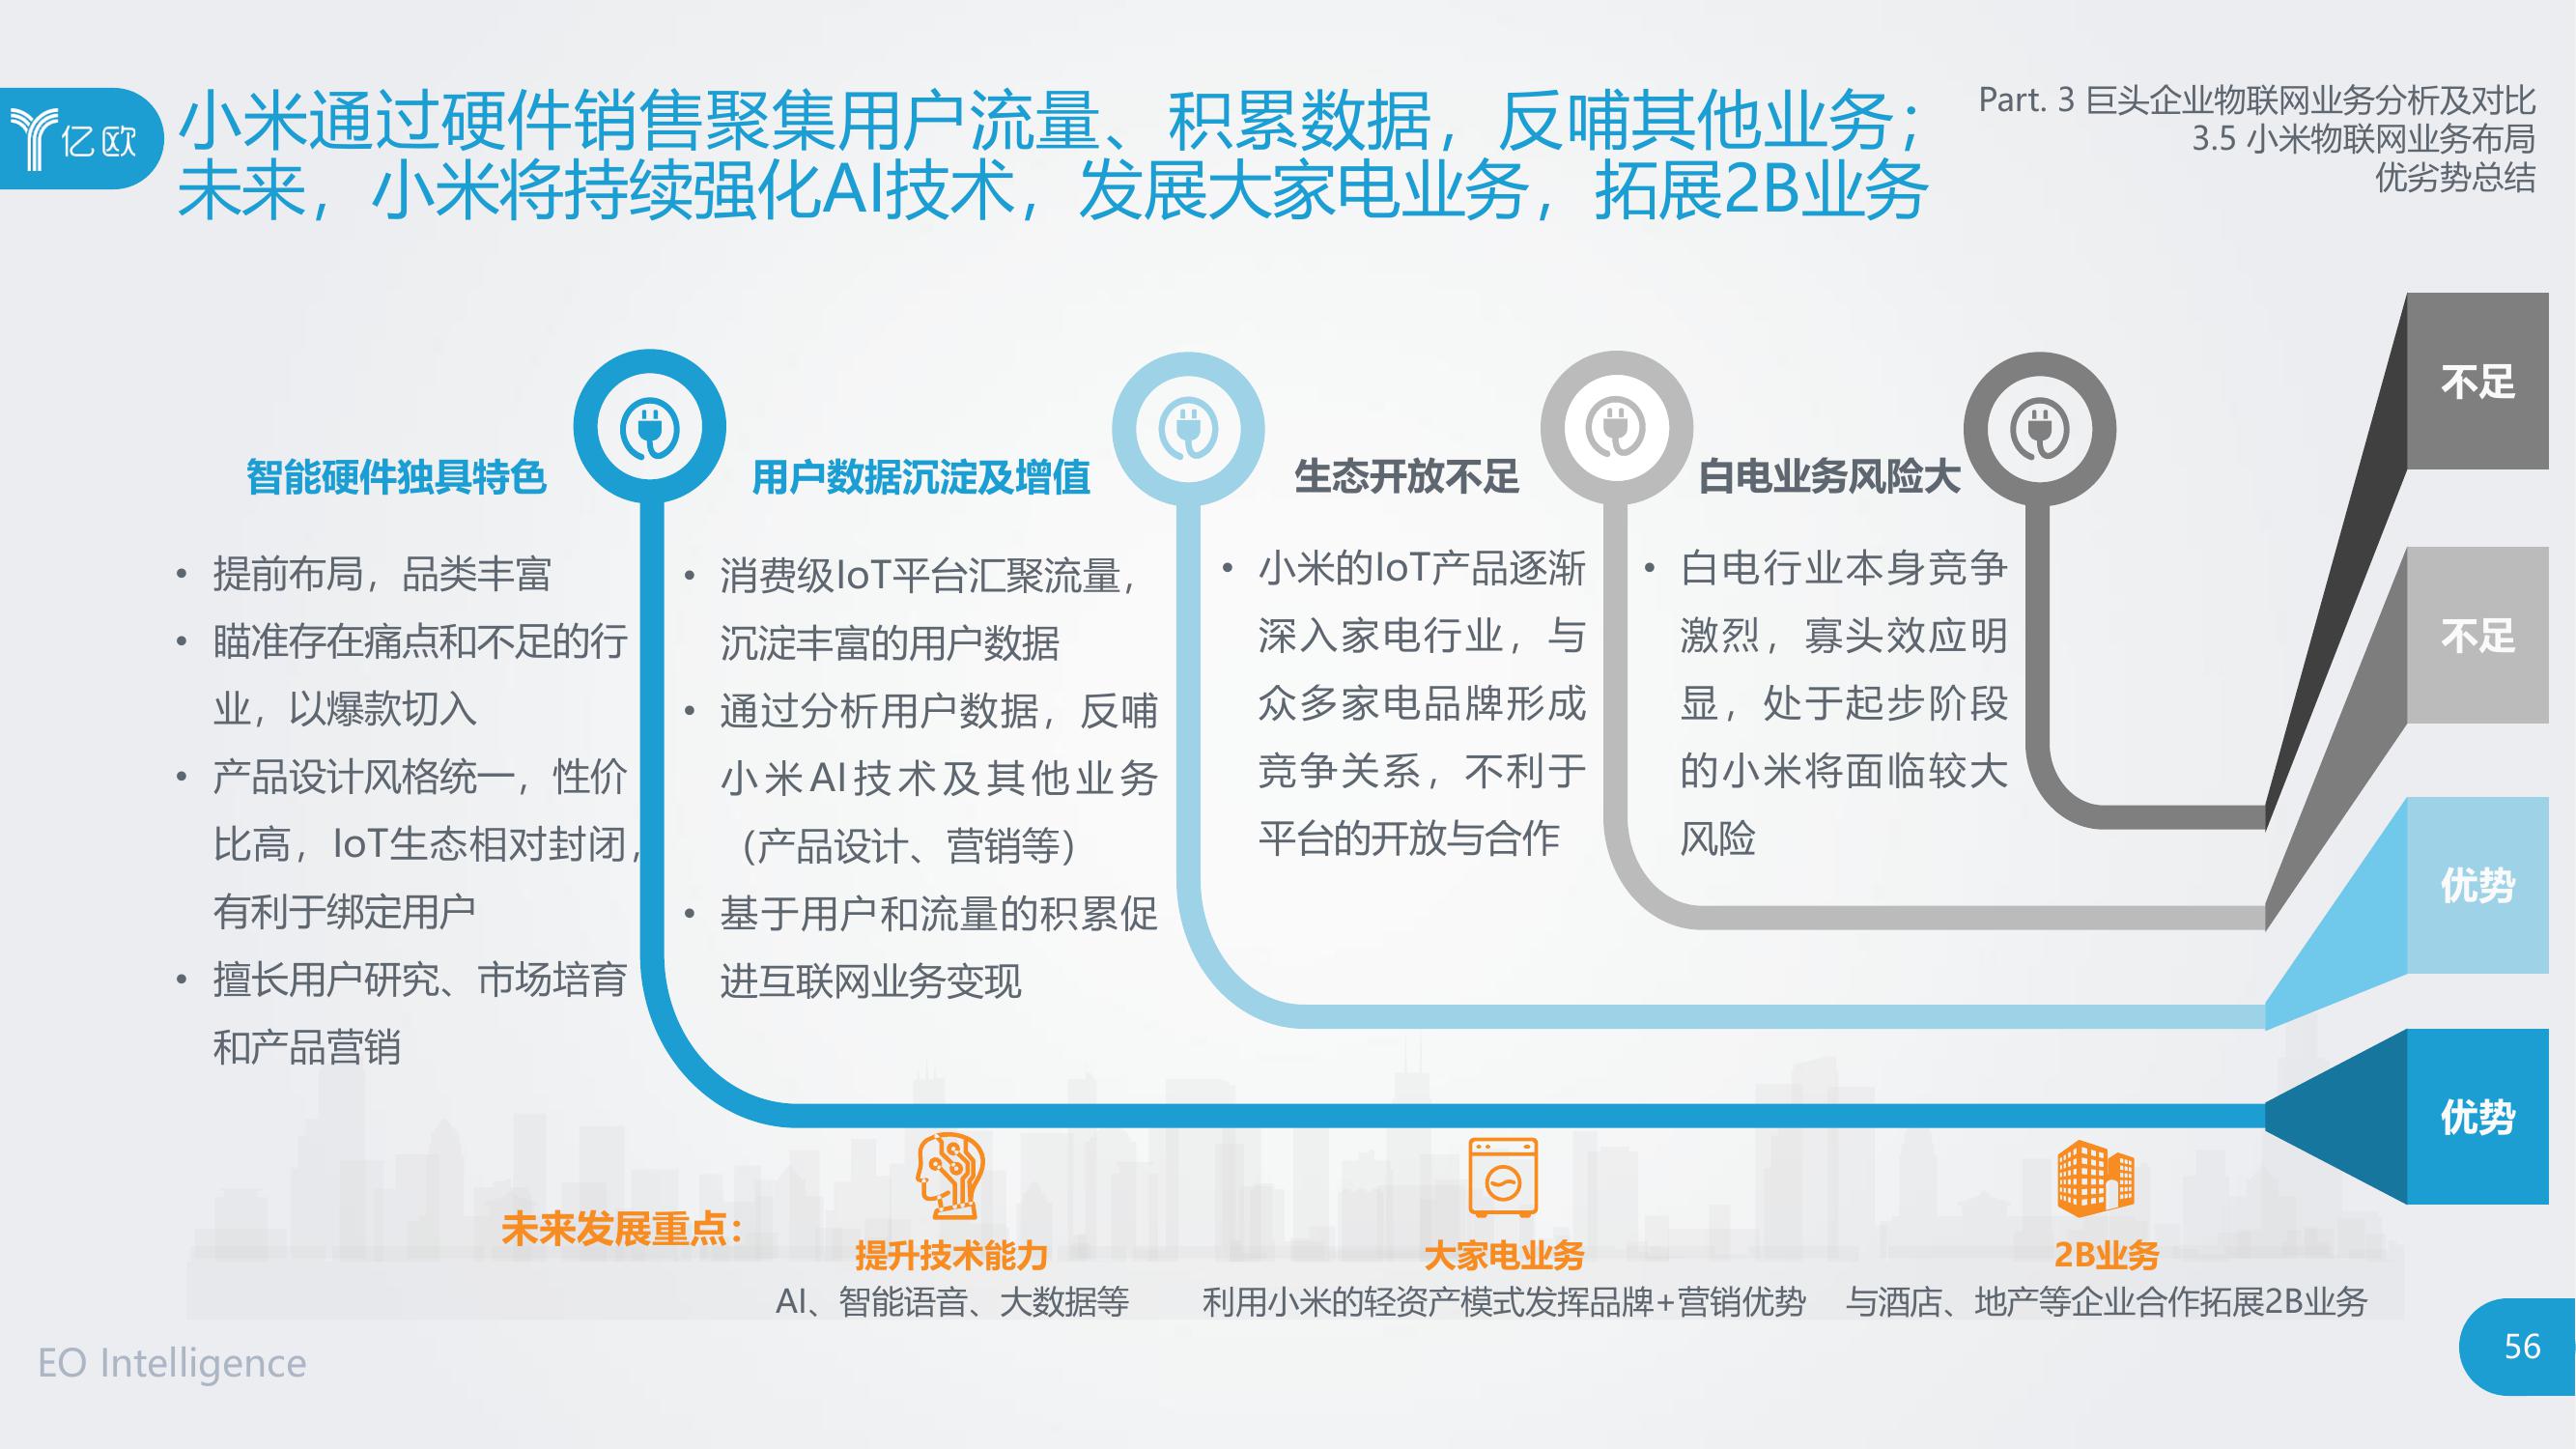 亿欧
小米通过硬件销售聚集用户流量、积累数据，反哺其他业务；
未来，小米将持续强化AI技术，发展大家电业务，拓展2B业务
Part. 3 巨头企业物联网业务分析及对比
3.5 小米物联网业务布局
优劣势总结
智能硬件独具特色
• 提前布局，品类丰富
• 瞄准存在痛点和不足的行
业，以爆款切入
• 产品设计风格统一，性价
比高，IoT生态相对封闭，
有利于绑定用户
• 擅长用户研究、市场培育
和产品营销
用户数据沉淀及增值
• 消费级IoT平台汇聚流量，
沉淀丰富的用户数据
• 通过分析用户数据，反哺
小米AI技术及其他业务
（产品设计、营销等）
• 基于用户和流量的积累促
进互联网业务变现
生态开放不足
• 小米的IoT产品逐渐
深入家电行业，与
众多家电品牌形成
竞争关系，不利于
平台的开放与合作
白电业务风险大
• 白电行业本身竞争
激烈，寡头效应明
显，处于起步阶段
的小米将面临较大
风险
不足
不足
优势
优势
未来发展重点：
提升技术能力
AI、智能语音、大数据等
大家电业务
利用小米的轻资产模式发挥品牌+营销优势
2B业务
与酒店、地产等企业合作拓展2B业务
EO Intelligence
56